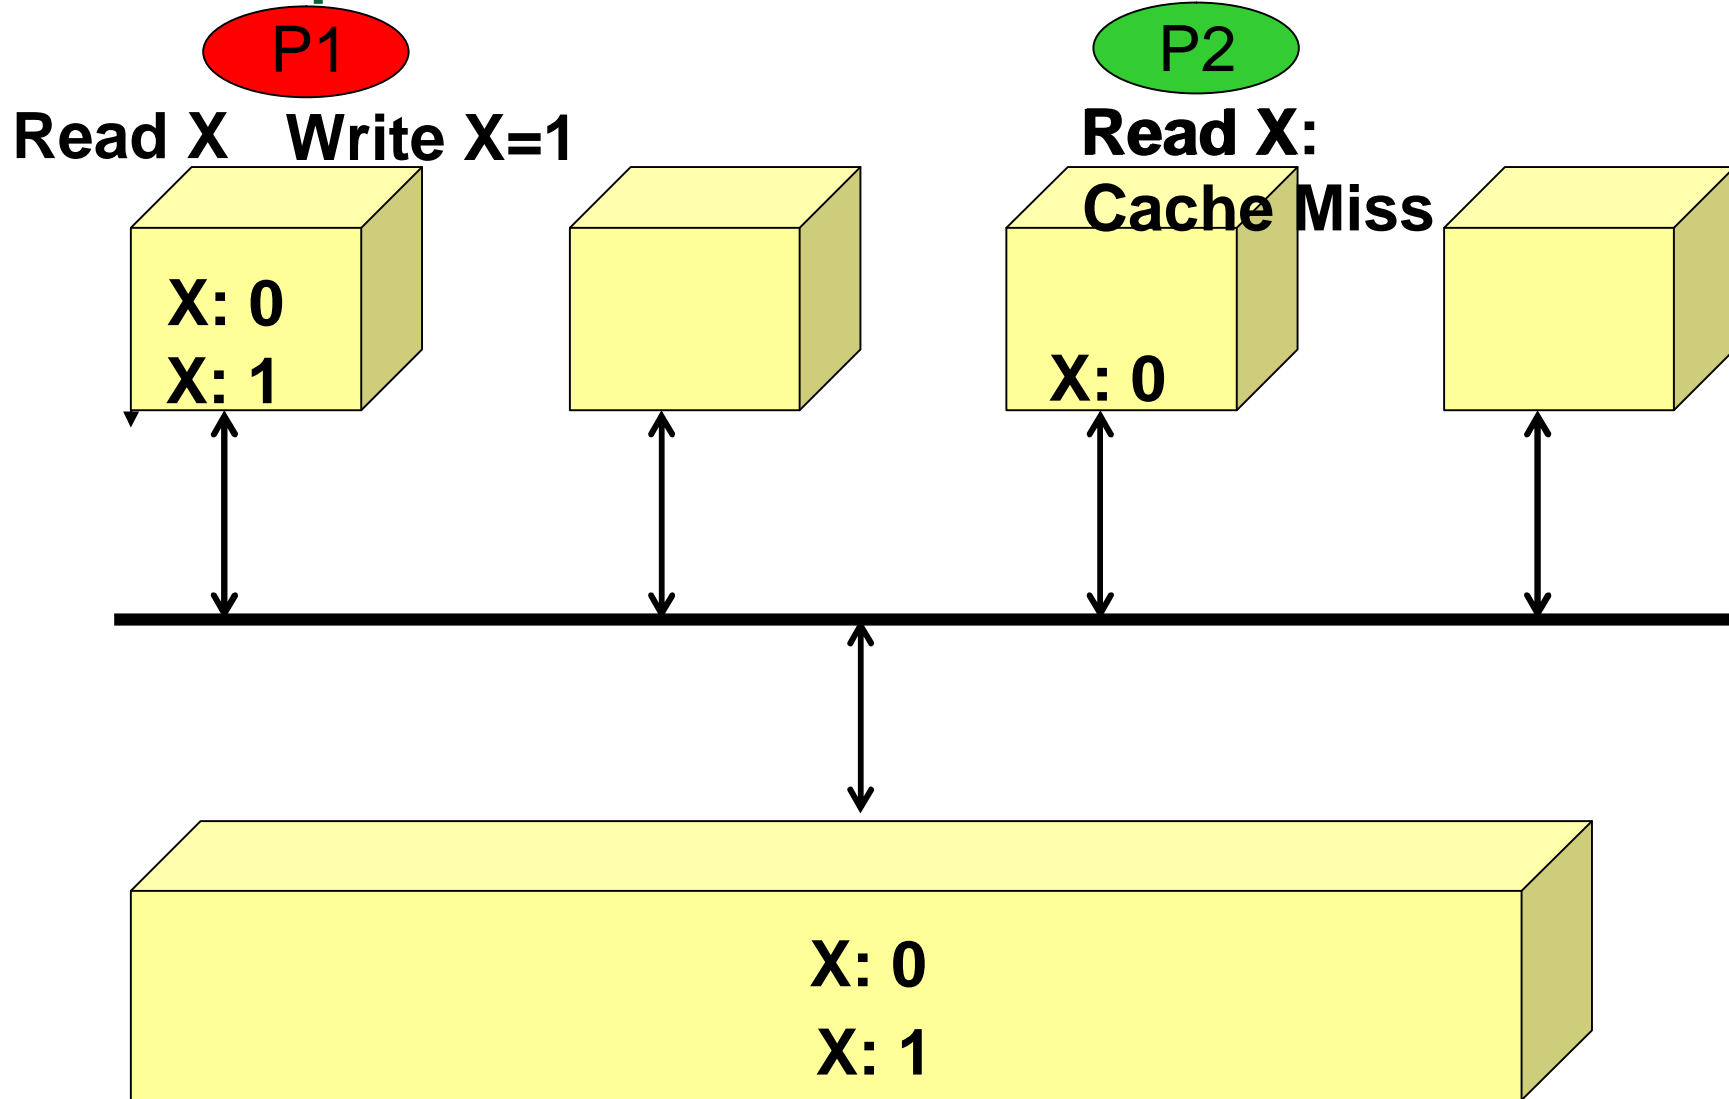 P1
P2
Read X Write X=1
Read X:
Cache Miss
X: 0
X: 1
X: 0
X: 0
X: 1